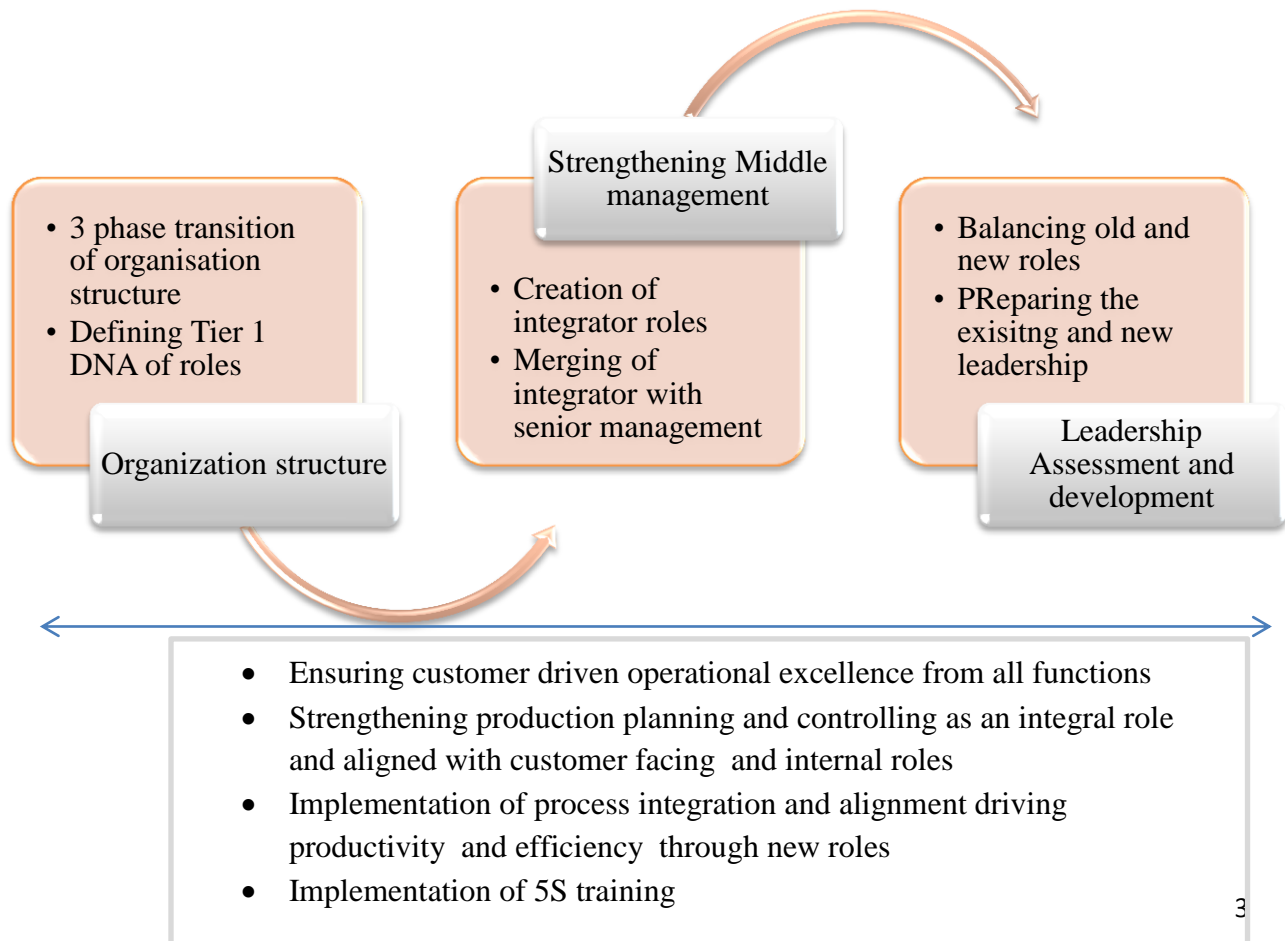 • 3 phase transition
of organisation
structure
• Defining Tier 1
DNA of roles
Organization structure
Strengthening Middle
management
• Creation of
integrator roles
• Merging of
integrator with
senior management
• Balancing old and
new roles
• PReparing the
exisitng and new
leadership
Leadership
Assessment and
development
• Ensuring customer driven operational excellence from all functions
• Strengthening production planning and controlling as an integral role
and aligned with customer facing and internal roles
• Implementation of process integration and alignment driving
productivity and efficiency through new roles
• Implementation of 5S training
3